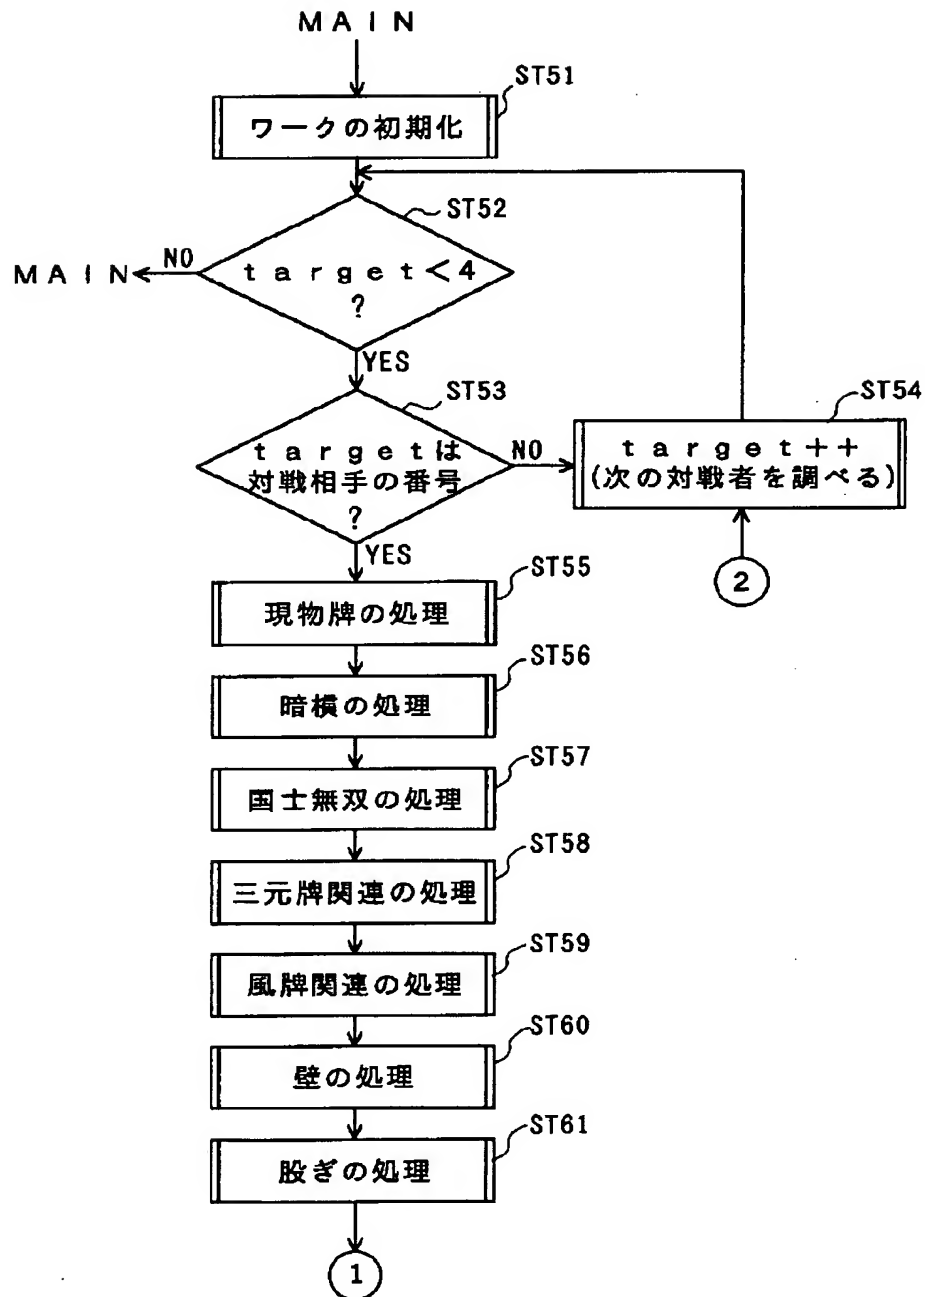 MAIN
ST51
ワークの初期化
ST52
target<4
?
NO
MAIN
YES
ST53
targetは
対戦相手の番号
?
NO
ST54
target++
(次の対戦者を調べる)
2
YES
ST55
現物牌の処理
ST56
暗槓の処理
ST57
国士無双の処理
ST58
三元牌関連の処理
ST59
風牌関連の処理
ST60
壁の処理
ST61
股ぎの処理
1